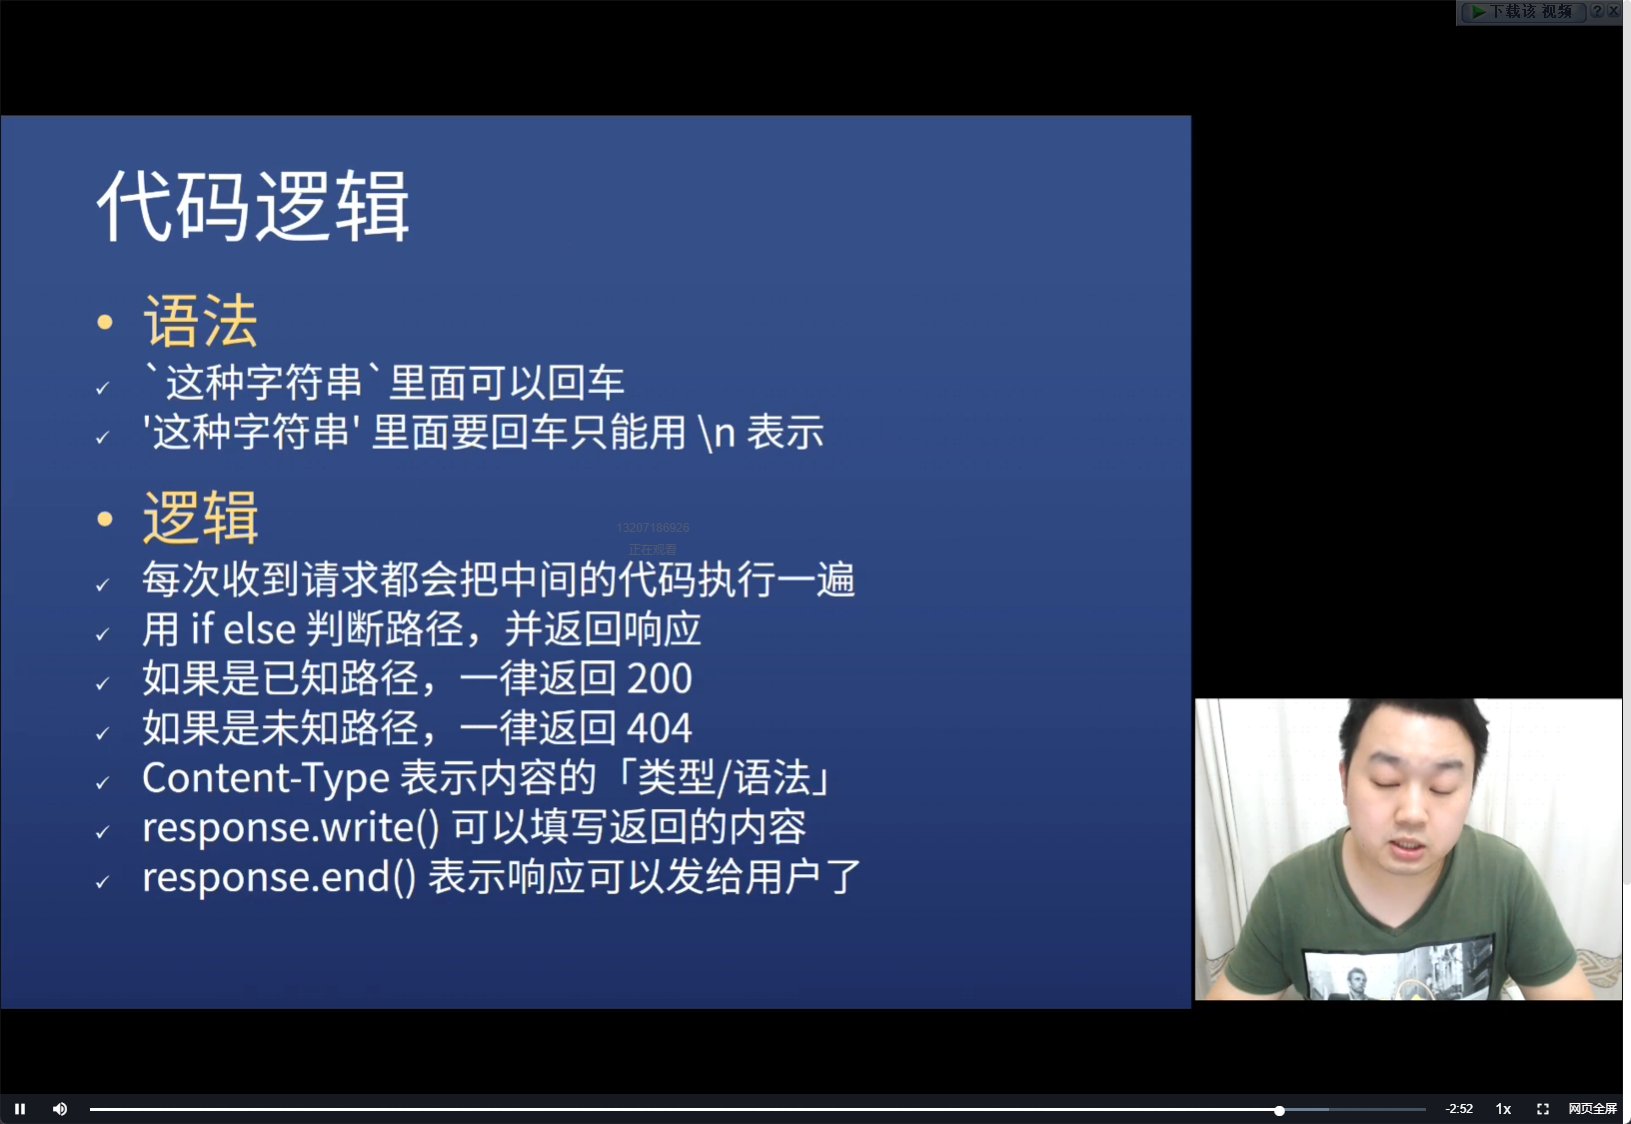 下载该 视频
代码逻辑
• 语法
✓ `这种字符串`里面可以回车
✓ '这种字符串' 里面要回车只能用 \n 表示
• 逻辑
13207186926
正在观看
✓ 每次收到请求都会把中间的代码执行一遍
✓ 用 if else 判断路径，并返回响应
✓ 如果是已知路径，一律返回 200
✓ 如果是未知路径，一律返回 404
✓ Content-Type 表示内容的「类型/语法」
✓ response.write() 可以填写返回的内容
✓ response.end() 表示响应可以发给用户了
-2:52 1x 网页全屏